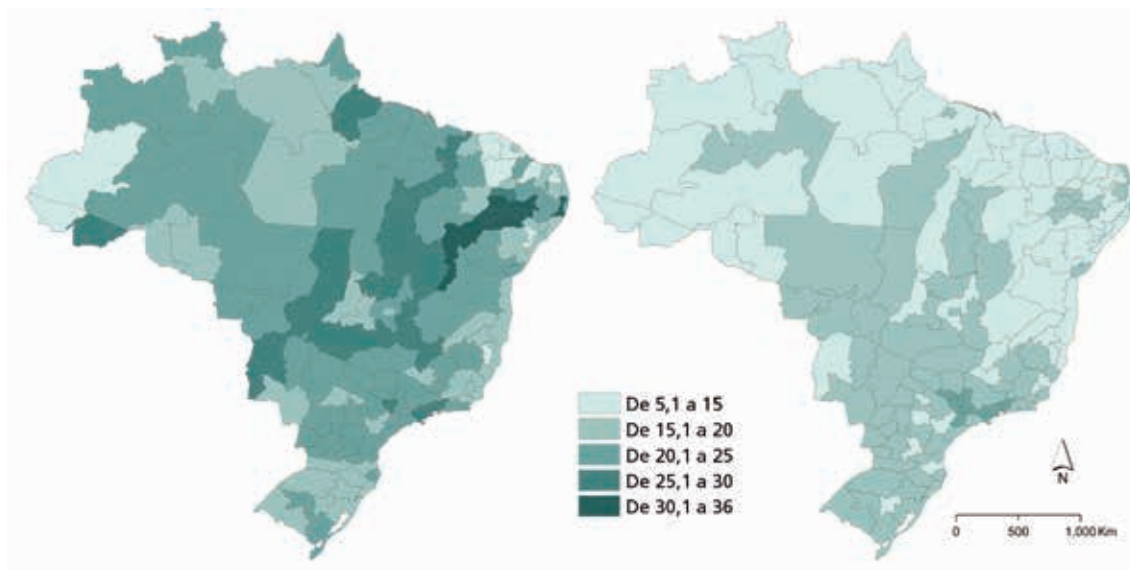 De 5,1 a 15
De 15,1 a 20
De 20,1 a 25
De 25,1 a 30
De 30,1 a 36
N
0 500 1,000 Km